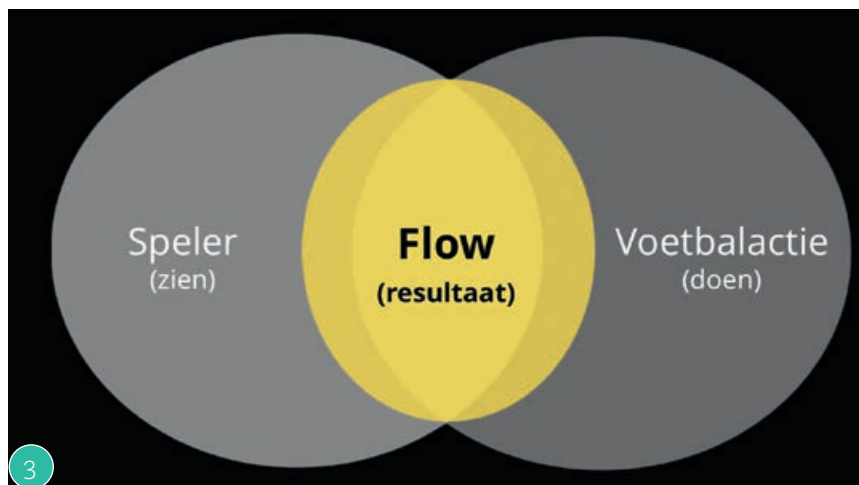 Speler
(zien)
Flow
(resultaat)
Voetbalactie
(doen)
3